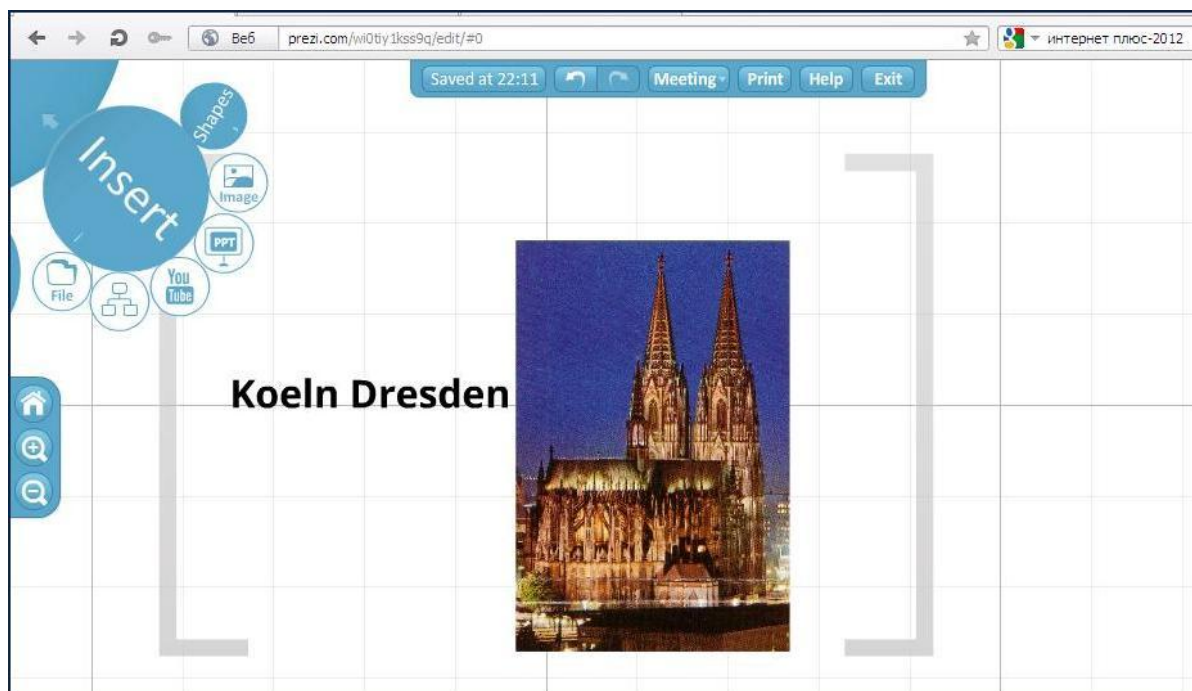 Веб
prezi.com/wi0tiy1kss9q/edit/#0
интернет плюс-2012
Saved at 22:11
Meeting
Print
Help
Exit
Shapes
Insert
Image
PPT
You
Tube
File
Koeln Dresden